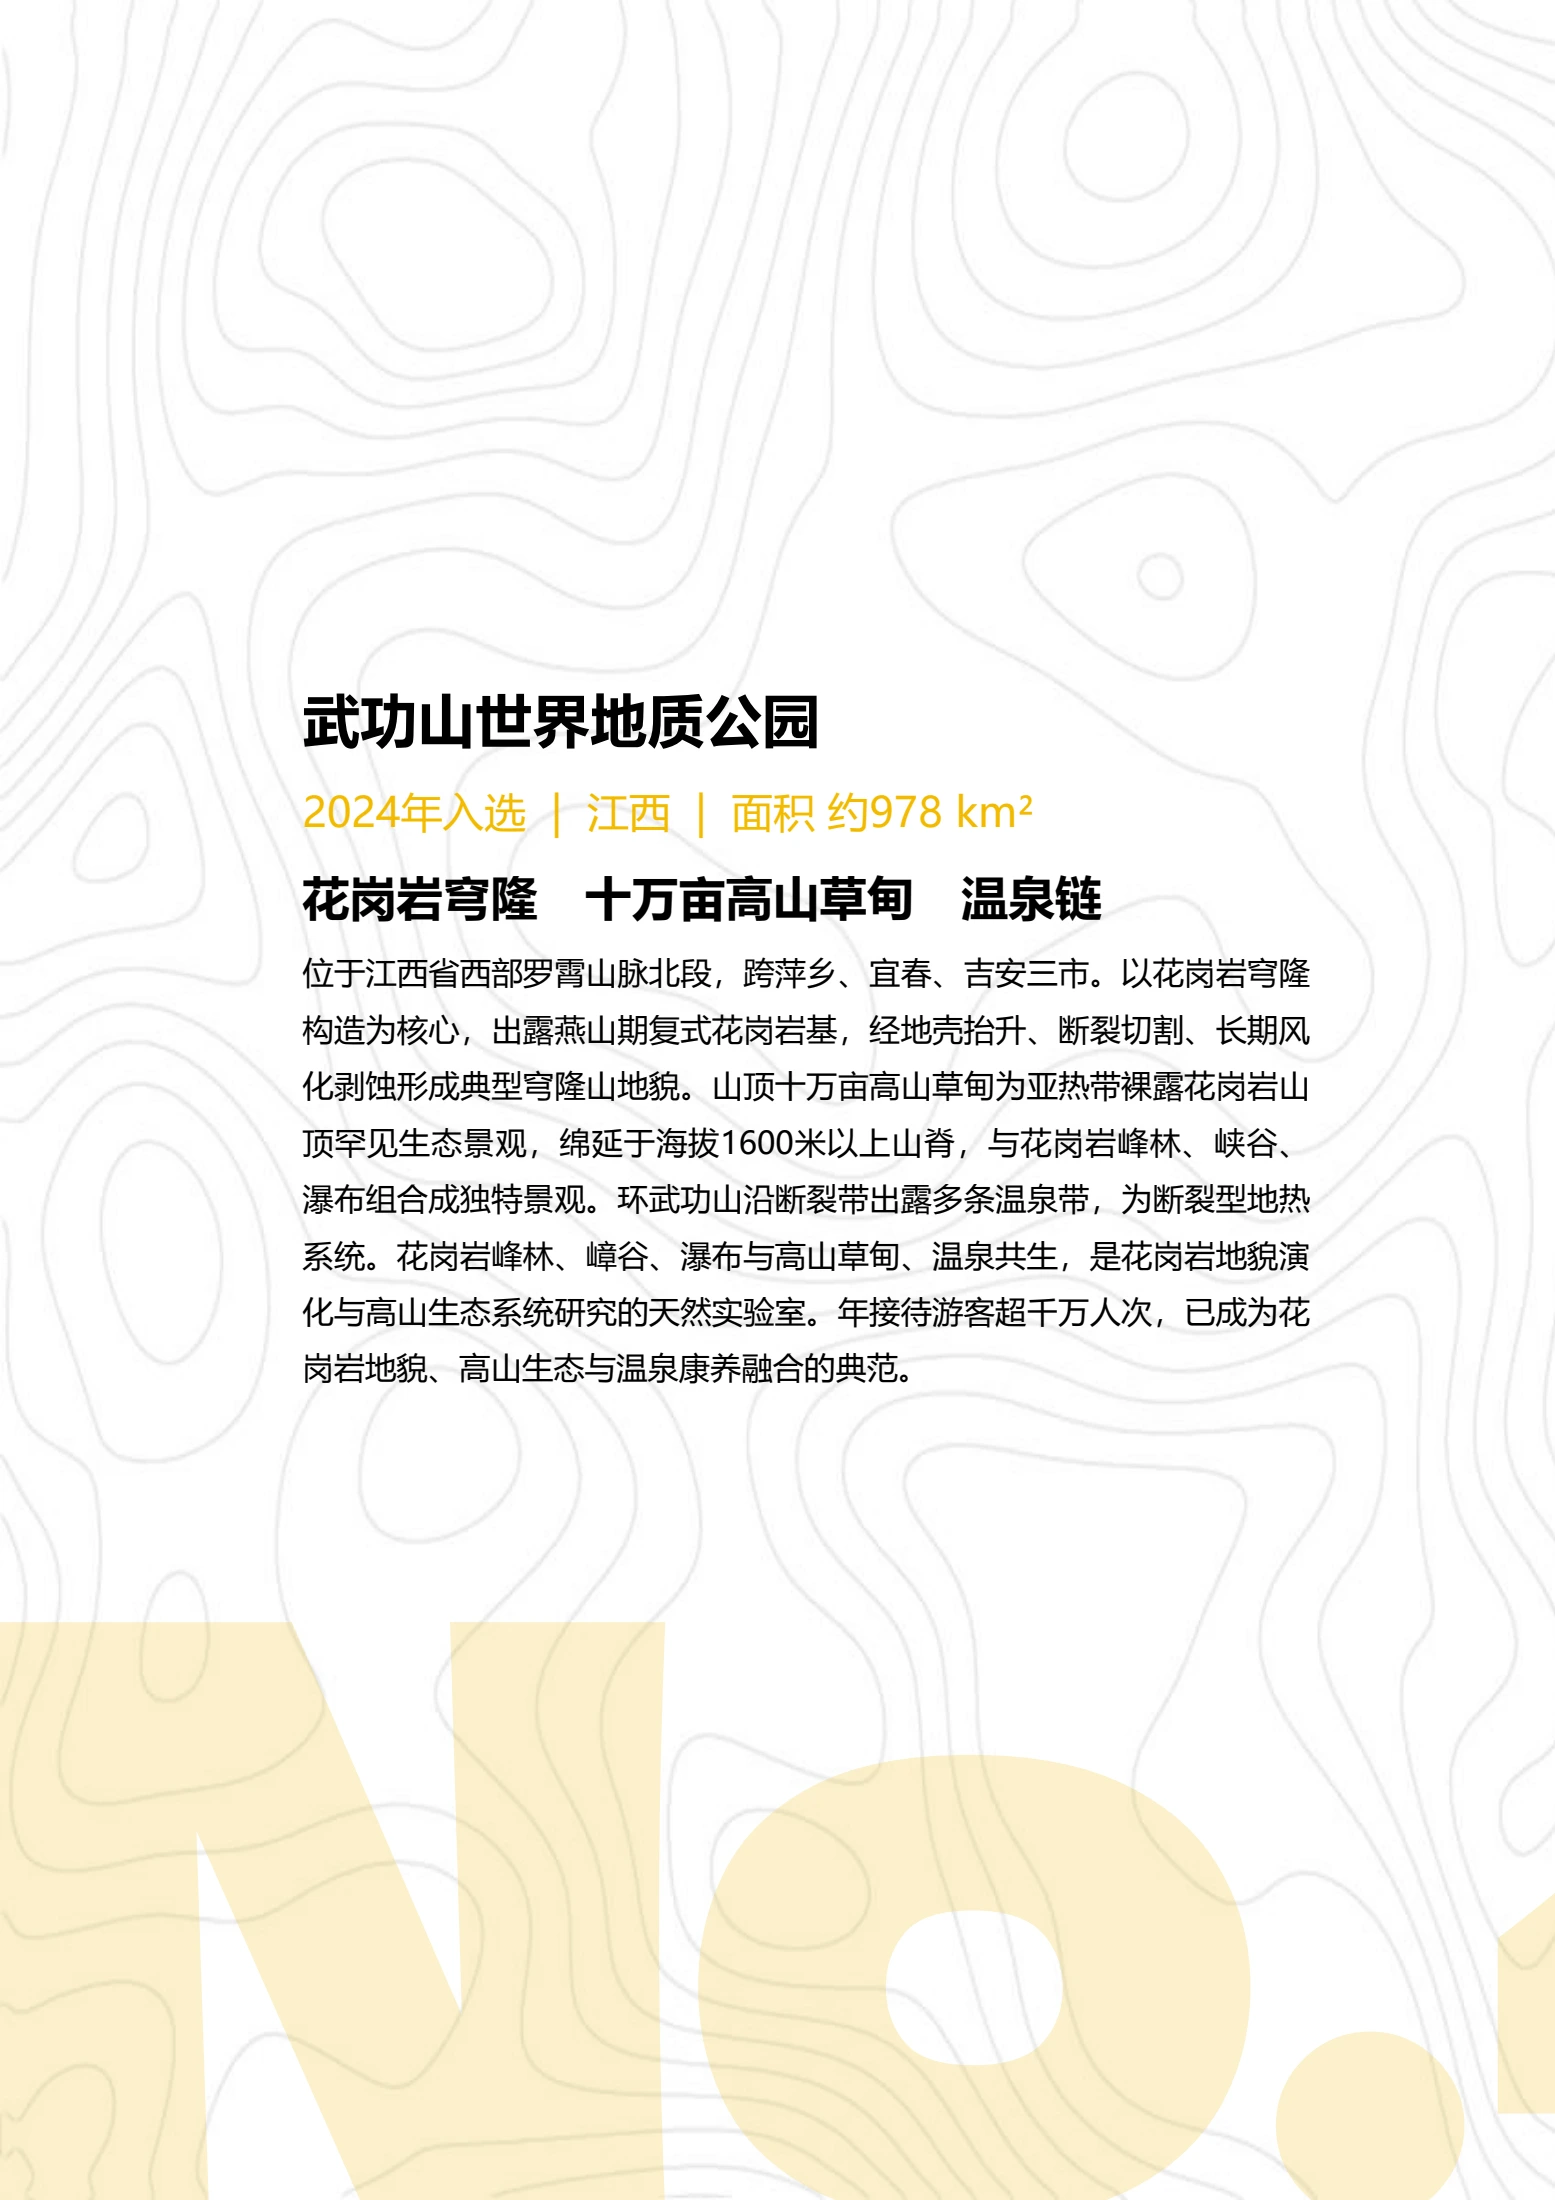 武功山世界地质公园
2024年入选 | 江西 | 面积 约978 km²
花岗岩穹隆 十万亩高山草甸 温泉链
位于江西省西部罗霄山脉北段，跨萍乡、宜春、吉安三市。以花岗岩穹隆
构造为核心，出露燕山期复式花岗岩基，经地壳抬升、断裂切割、长期风
化剥蚀形成典型穹隆山地貌。山顶十万亩高山草甸为亚热带裸露花岗岩山
顶罕见生态景观，绵延于海拔1600米以上山脊，与花岗岩峰林、峡谷、
瀑布组合成独特景观。环武功山沿断裂带出露多条温泉带，为断裂型地热
系统。花岗岩峰林、嶂谷、瀑布与高山草甸、温泉共生，是花岗岩地貌演
化与高山生态系统研究的天然实验室。年接待游客超千万人次，已成为花
岗岩地貌、高山生态与温泉康养融合的典范。
No.